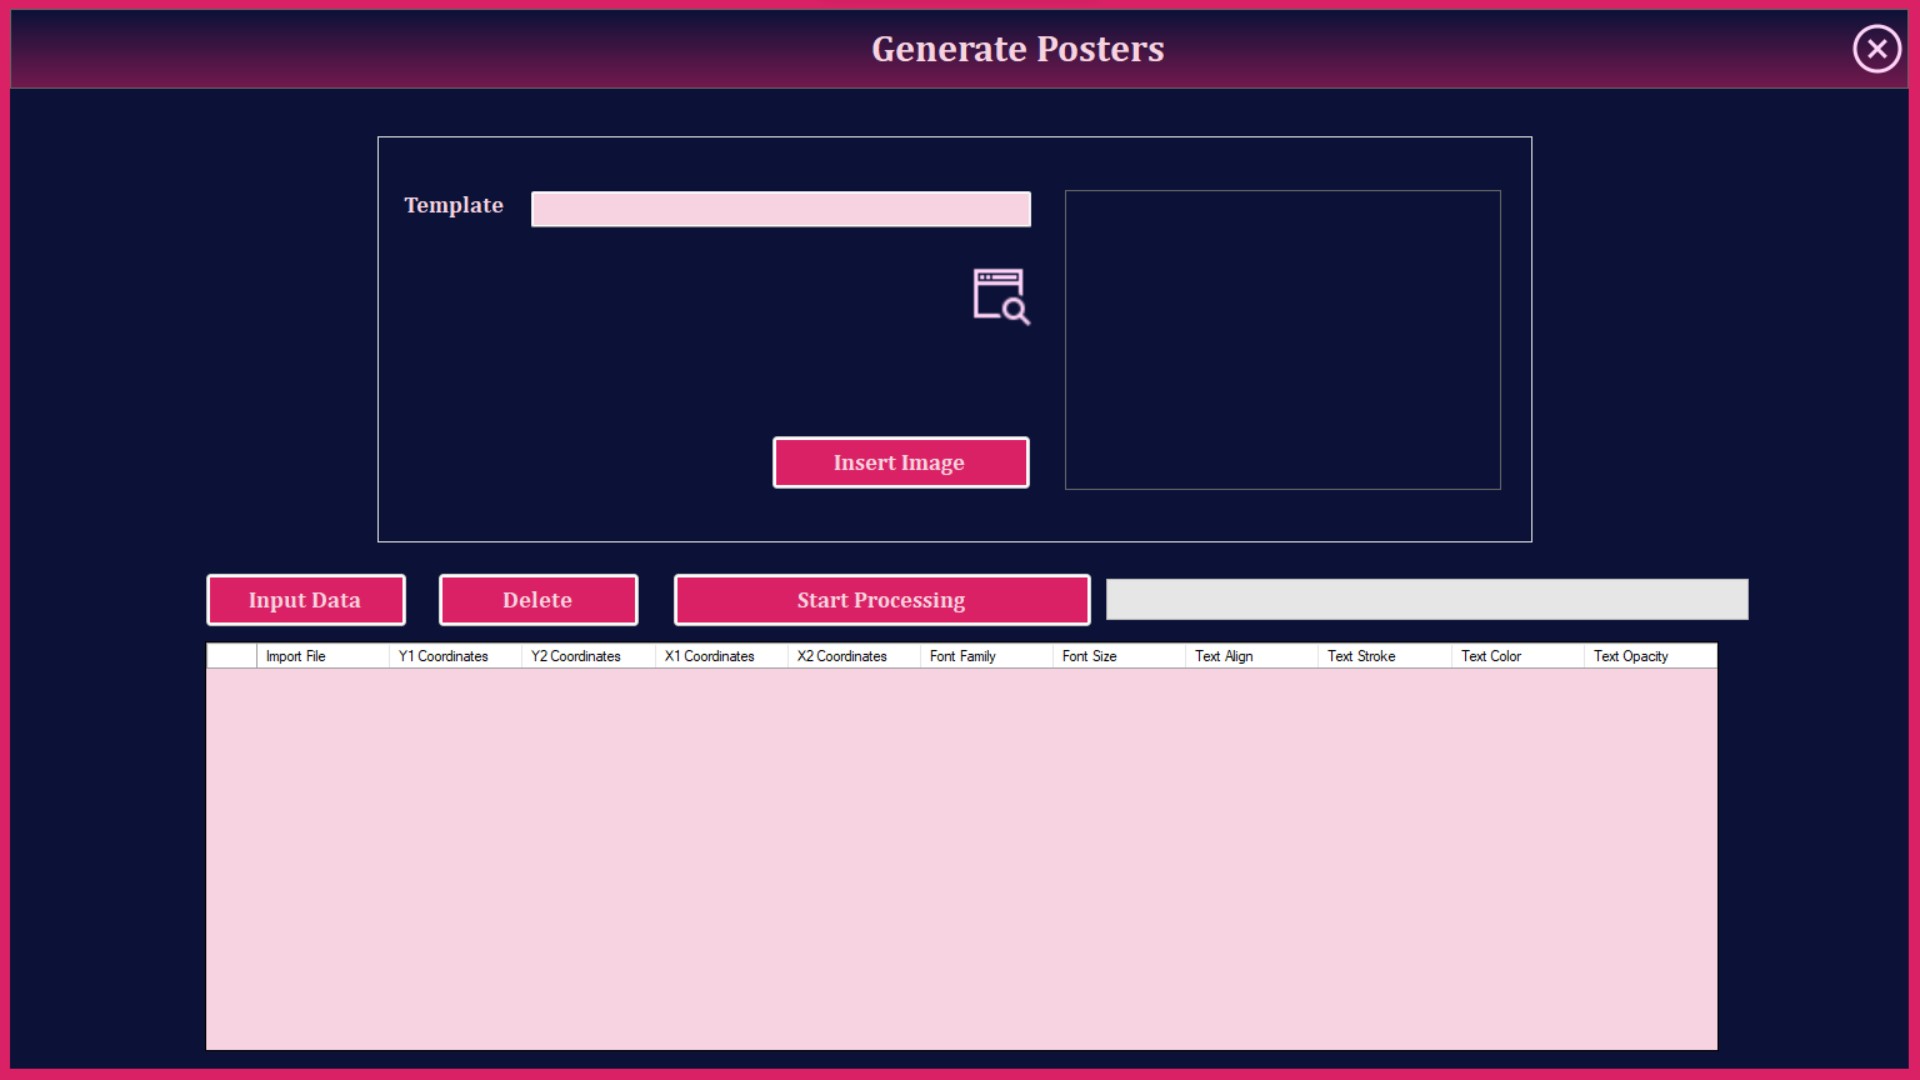 Generate Posters
Template
Insert Image
Input Data Delete Start Processing
Import File Y1 Coordinates Y2 Coordinates X1 Coordinates X2 Coordinates Font Family Font Size Text Align Text Stroke Text Color Text Opacity